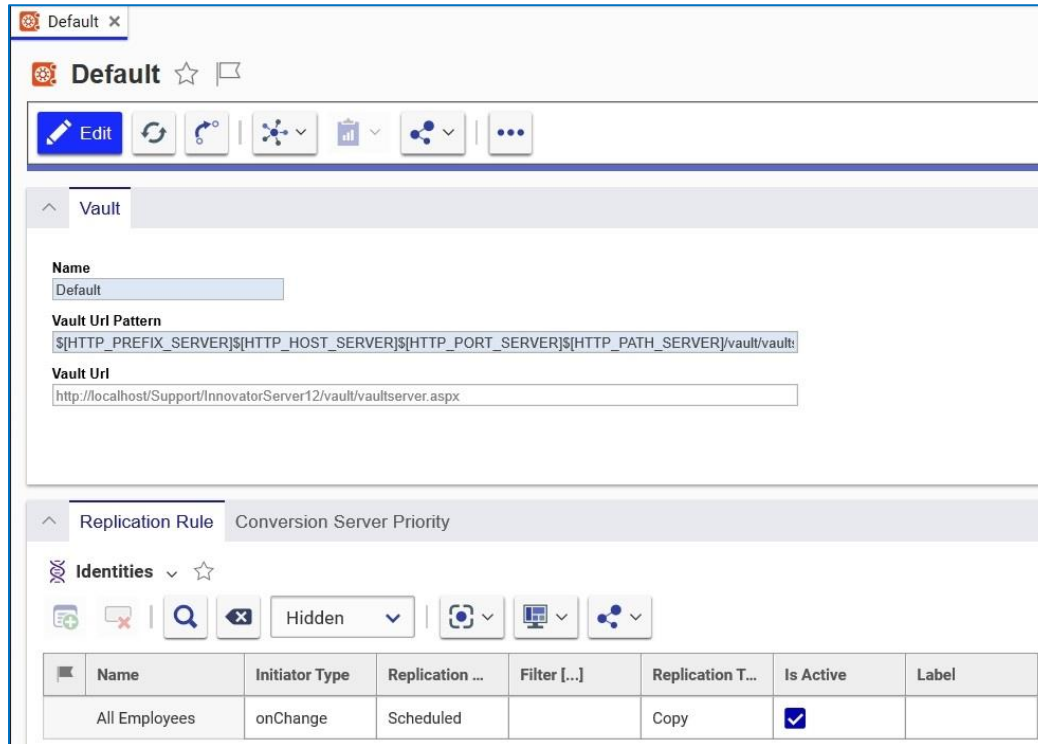 Default
Default
Edit
Vault
Name
Default
Vault Url Pattern
$[HTTP_PREFIX_SERVER]$[HTTP_HOST_SERVER]$[HTTP_PORT_SERVER]$[HTTP_PATH_SERVER]/vault/vaults
Vault Url
http://localhost/Support/InnovatorServer12/vault/vaultserver.aspx
Replication Rule Conversion Server Priority
Identities
Hidden
Name Initiator Type Replication ... Filter [...] Replication T... Is Active Label
All Employees onChange Scheduled Copy